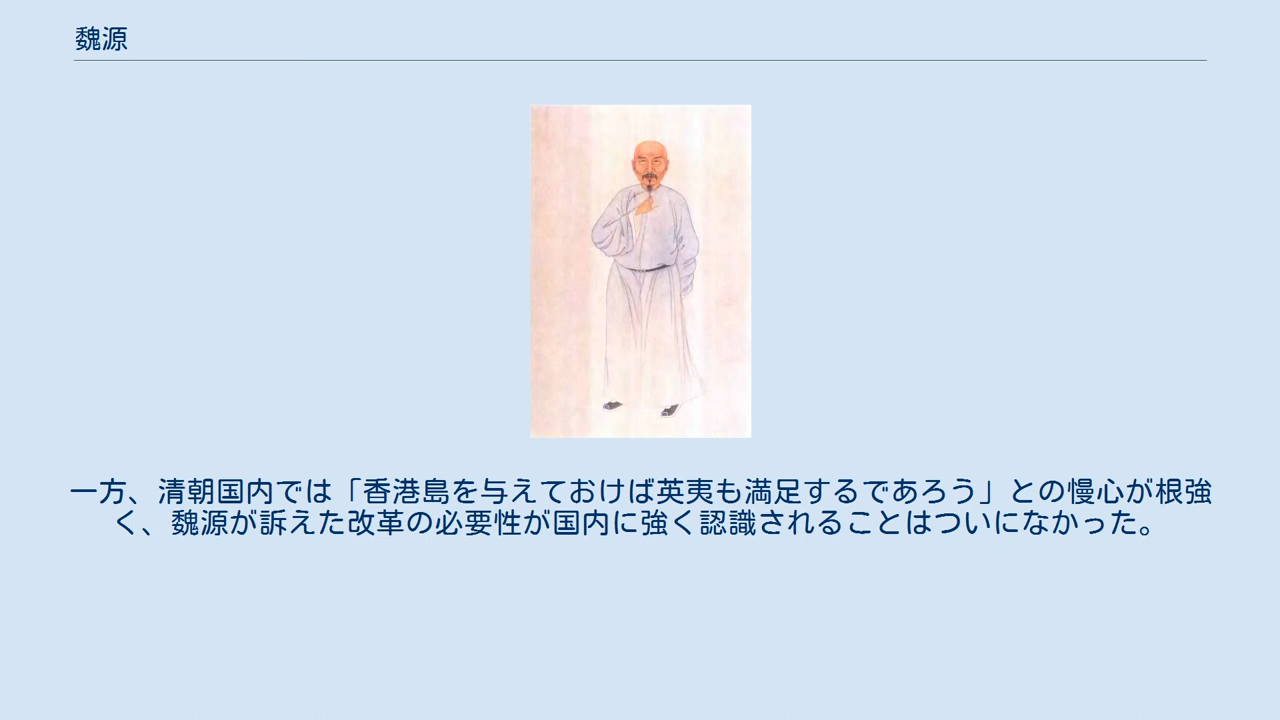 魏源
一方、清朝国内では「香港島を与えておけば英夷も満足するであろう」との慢心が根強
く、魏源が訴えた改革の必要性が国内に強く認識されることはついになかった。